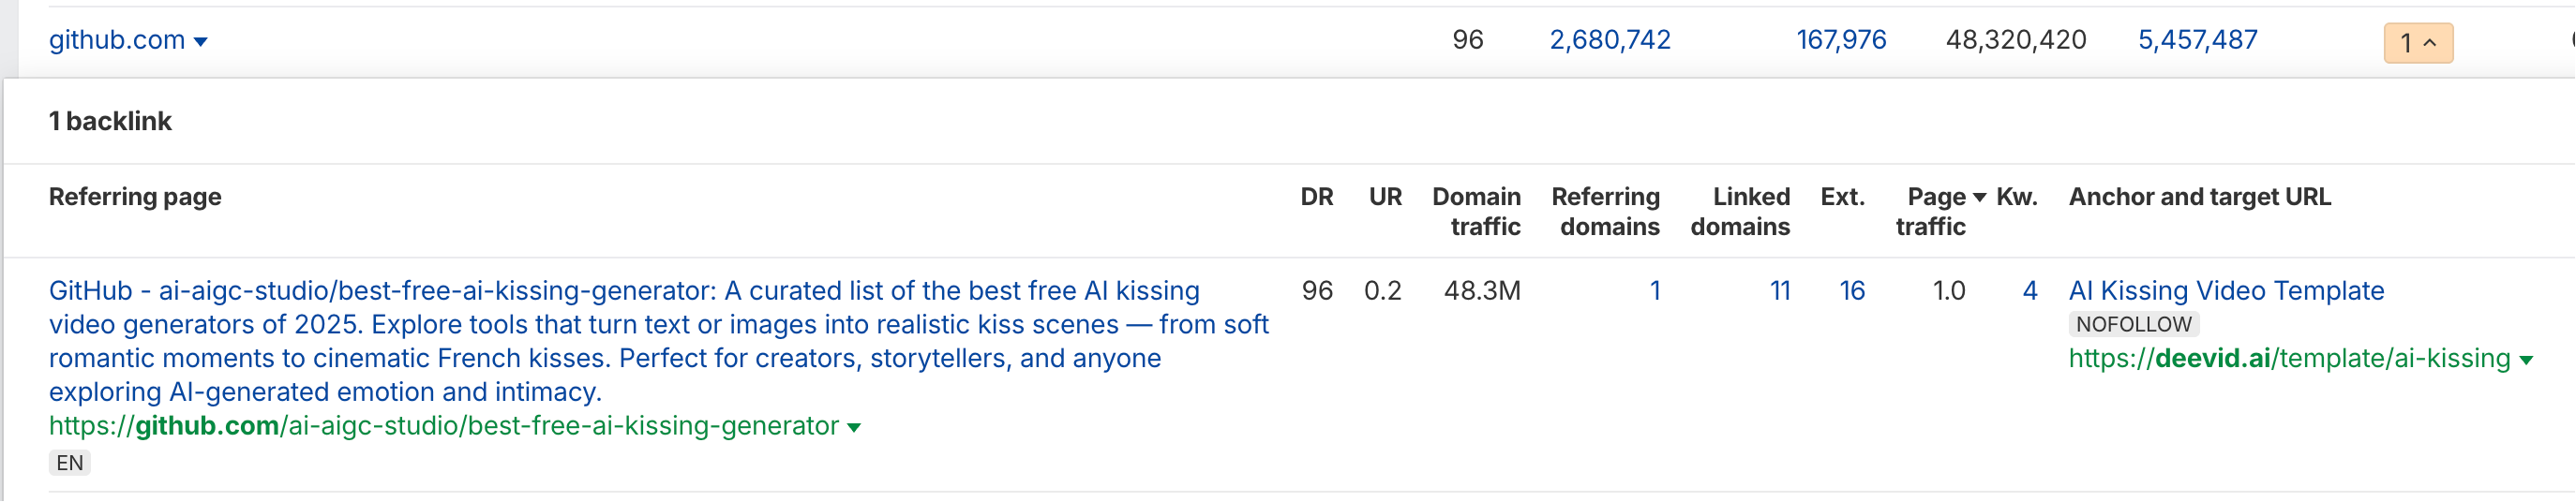 github.com 96 2,680,742 167,976 48,320,420 5,457,487 1
1 backlink
Referring page DR UR Domain traffic Referring domains Linked domains Ext. Page traffic Kw. Anchor and target URL
GitHub - ai-aigc-studio/best-free-ai-kissing-generator: A curated list of the best free AI kissing 96 0.2 48.3M 1 11 16 1.0 4 AI Kissing Video Template
video generators of 2025. Explore tools that turn text or images into realistic kiss scenes — from soft NOFOLLOW
romantic moments to cinematic French kisses. Perfect for creators, storytellers, and anyone https://deevid.ai/template/ai-kissing
exploring AI-generated emotion and intimacy.
https://github.com/ai-aigc-studio/best-free-ai-kissing-generator
EN